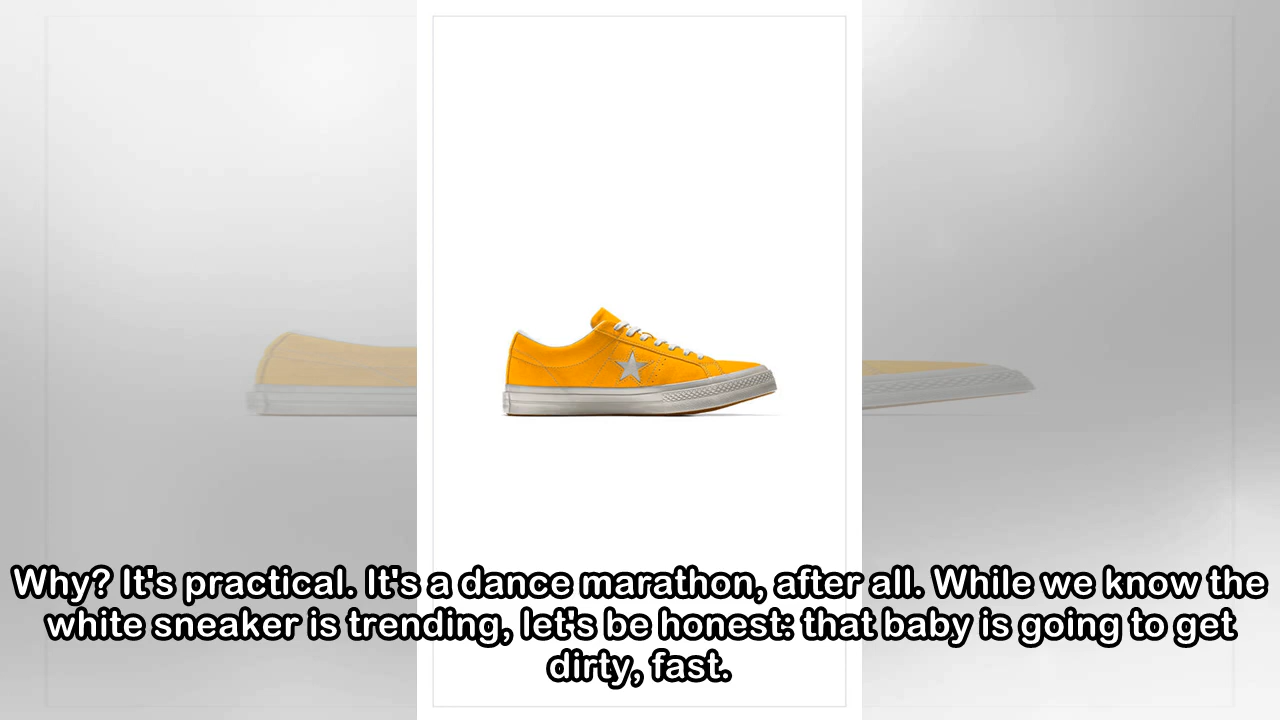 Why? It's practical. It's a dance marathon, after all. While we know the
white sneaker is trending, let's be honest: that baby is going to get
dirty, fast.